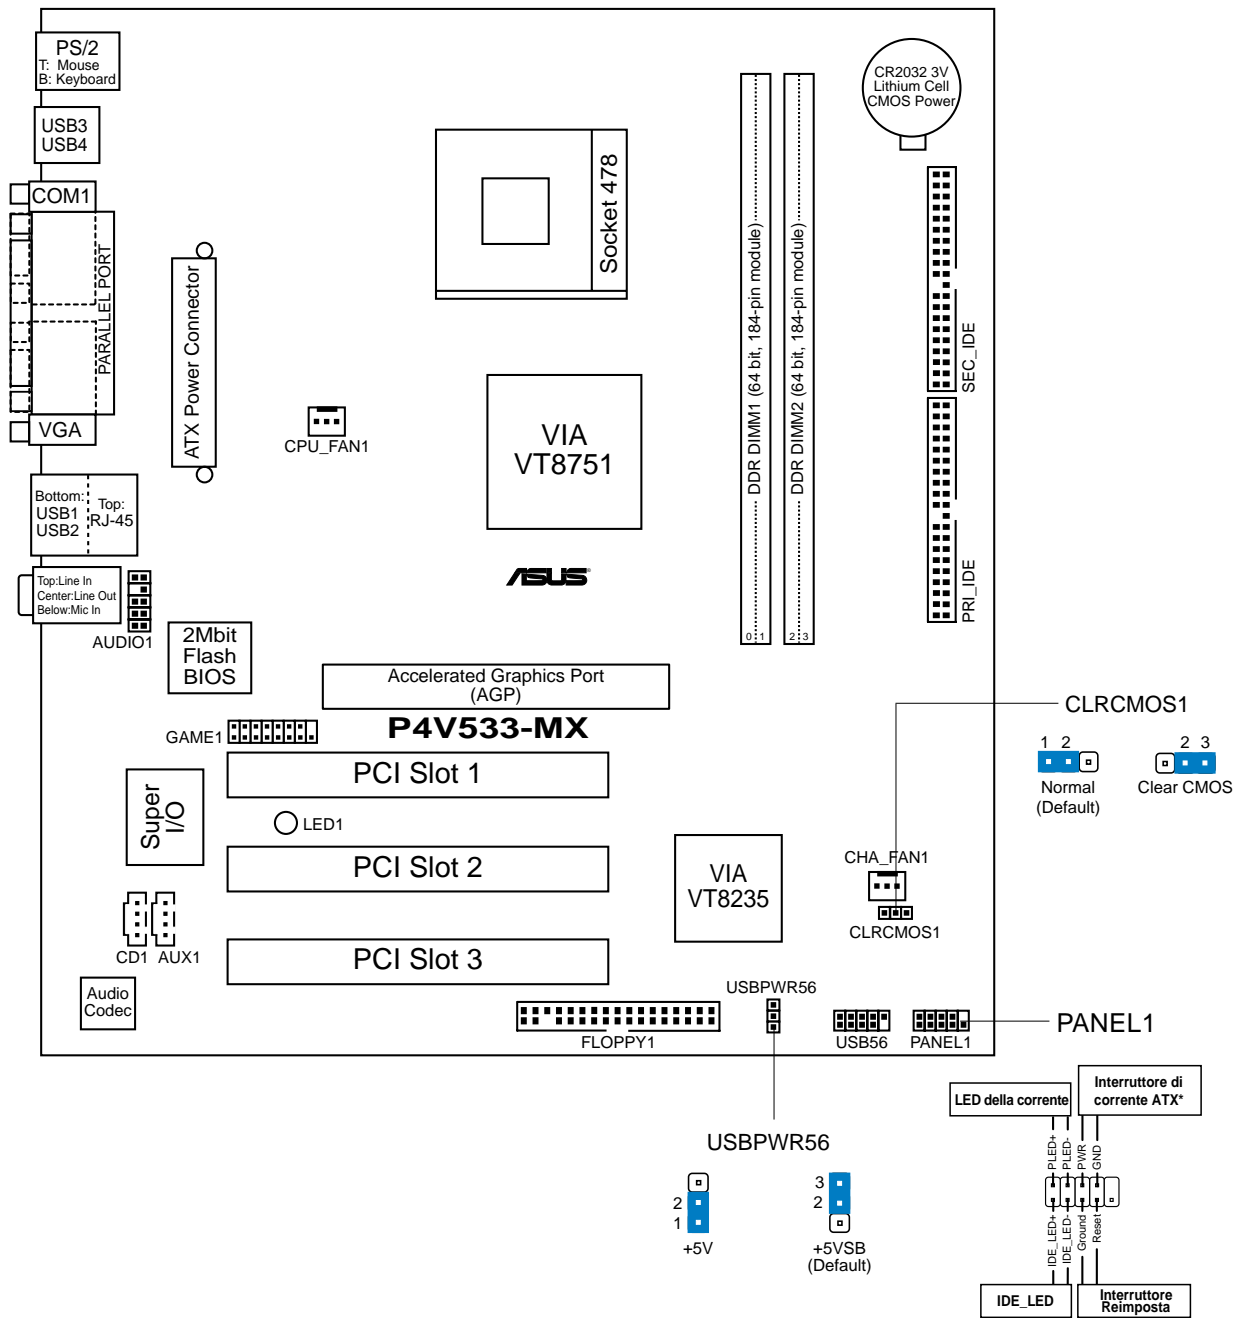 PS/2
T: Mouse
B: Keyboard
USB3
USB4
COM1
PARALLEL PORT
VGA
Bottom:
USB1
USB2
Top:
RJ-45
Top:Line In
Center:Line Out
Below:Mic In
AUDIO1
ATX Power Connector
CPU_FAN1
Socket 478
VIA
VT8751
ASUS
DDR DIMM1 (64 bit, 184-pin module)
DDR DIMM2 (64 bit, 184-pin module)
0 1
2 3
CR2032 3V
Lithium Cell
CMOS Power
SEC_IDE
PRI_IDE
2Mbit
Flash
BIOS
Accelerated Graphics Port
(AGP)
P4V533-MX
GAME1
PCI Slot 1
Super
I/O
LED1
PCI Slot 2
CD1
AUX1
PCI Slot 3
Audio
Codec
VIA
VT8235
CHA_FAN1
CLRCMOS1
USBPWR56
FLOPPY1
USB56
PANEL1
CLRCMOS1
1 2
Normal
(Default)
2 3
Clear CMOS
PANEL1
LED della corrente
Interruttore di
corrente ATX*
PLED+
PLED-
PWR
GND
IDE_LED+
IDE_LED-
Ground
Reset
IDE_LED
Interruttore
Reimposta
USBPWR56
2
1
+5V
3
2
+5VSB
(Default)